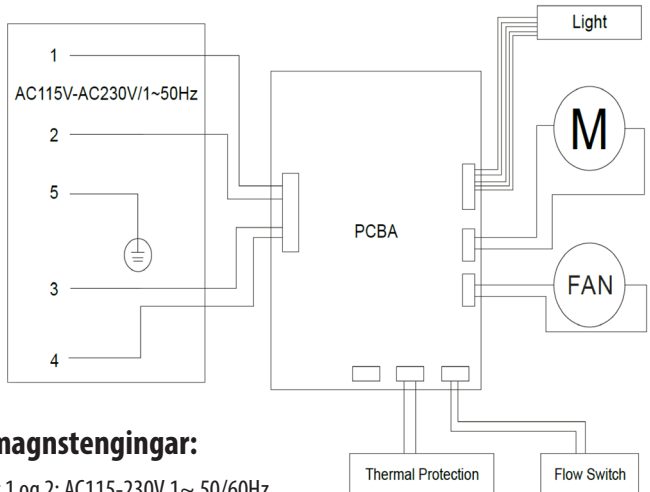 Light
1
AC115V-AC230V/1~50Hz
2
M
5
PCBA
FAN
3
4
magnstengingar:
1 og 2: AC115-230V 1~ 50/60Hz
Thermal Protection
Flow Switch